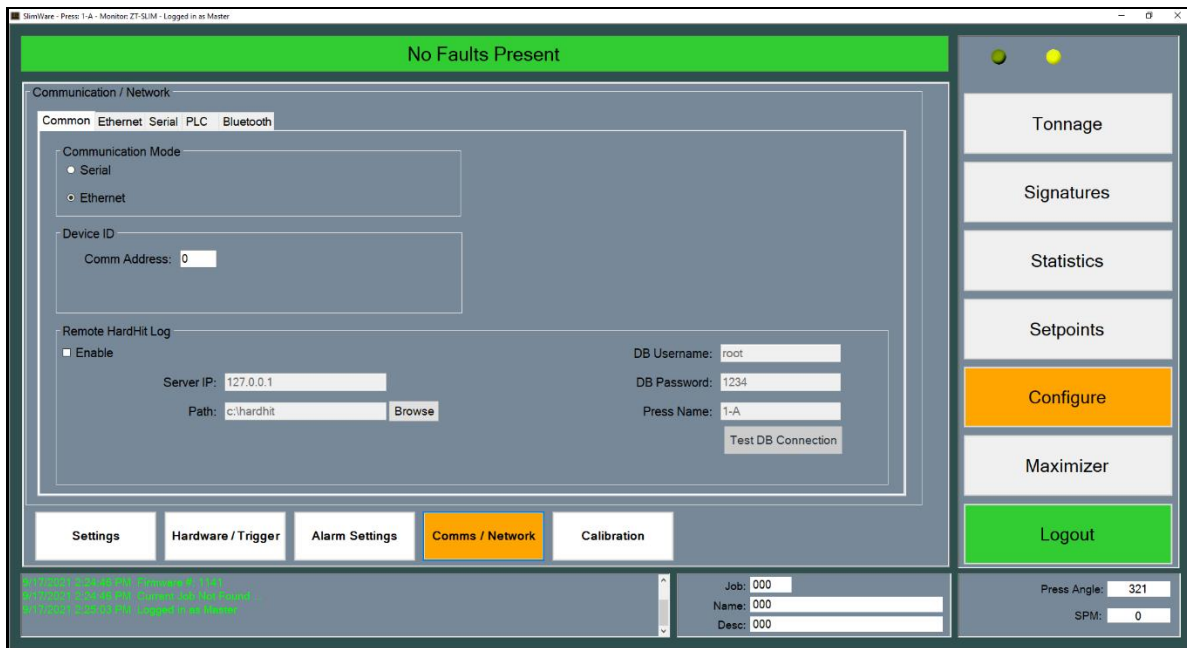 SlimWare - Press: 1-A - Monitor: ZT-SLIM - Logged in as Master
No Faults Present
Communication / Network
Common Ethernet Serial PLC Bluetooth
Communication Mode
Serial
Ethernet
Device ID
Comm Address: 0
Remote HardHit Log
Enable
Server IP: 127.0.0.1
Path: c:\hardhit Browse
DB Username: root
DB Password: 1234
Press Name: 1-A
Test DB Connection
Settings Hardware / Trigger Alarm Settings Comms / Network Calibration
Tonnage
Signatures
Statistics
Setpoints
Configure
Maximizer
Logout
9/17/2021 2:24:46 PM Firmware #: 1141
9/17/2021 2:24:46 PM Current Job Not Found ...
9/17/2021 2:25:03 PM Logged in as Master
Job: 000
Name: 000
Desc: 000
Press Angle: 321
SPM: 0